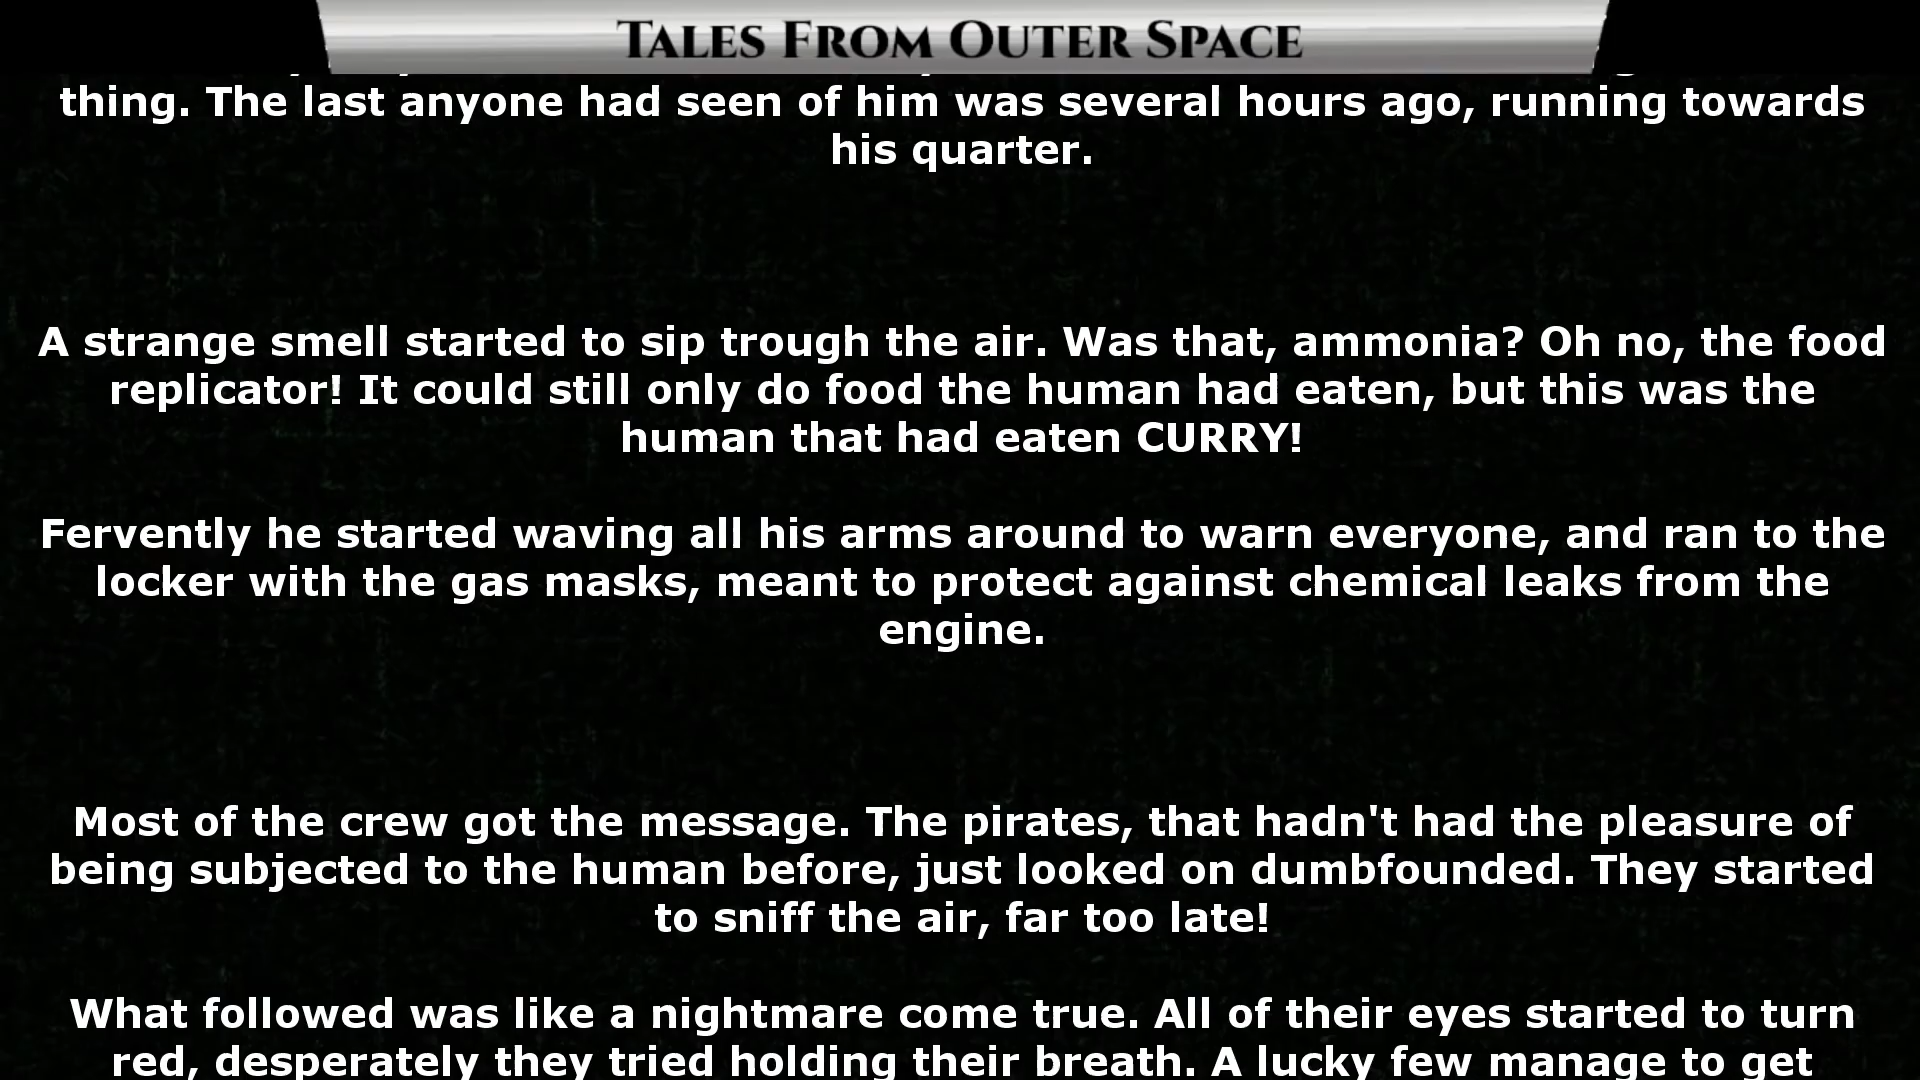 Tales From Outer Space
thing. The last anyone had seen of him was several hours ago, running towards
his quarter.
A strange smell started to sip trough the air. Was that, ammonia? Oh no, the food
replicator! It could still only do food the human had eaten, but this was the
human that had eaten CURRY!
Fervently he started waving all his arms around to warn everyone, and ran to the
locker with the gas masks, meant to protect against chemical leaks from the
engine.
Most of the crew got the message. The pirates, that hadn't had the pleasure of
being subjected to the human before, just looked on dumbfounded. They started
to sniff the air, far too late!
What followed was like a nightmare come true. All of their eyes started to turn
red, desperately they tried holding their breath. A lucky few manage to get